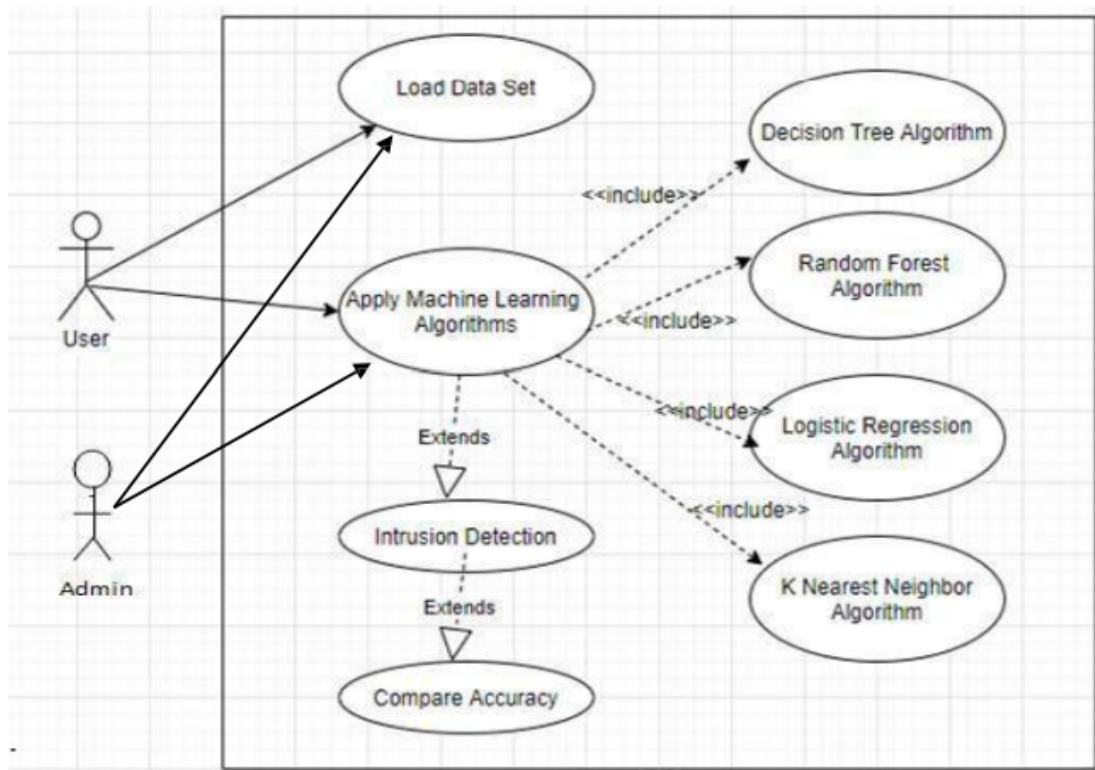 Load Data Set
Decision Tree Algorithm
<<include>>
Random Forest
Algorithm
<<include>>
User
Apply Machine Learning
Algorithms
<<include>>
Logistic Regression
Algorithm
Extends
<<include>>
Intrusion Detection
Admin
K Nearest Neighbor
Algorithm
Extends
Compare Accuracy
-